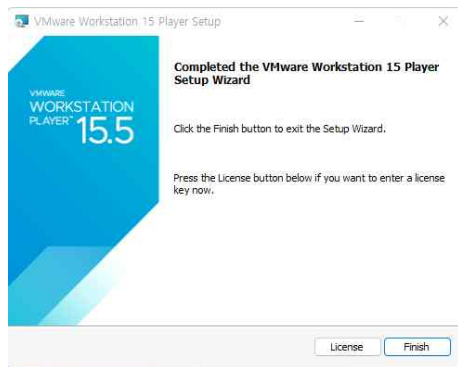 VMware Workstation 15 Player Setup
VMWARE
WORKSTATION
PLAYER™ 15.5
Completed the VMware Workstation 15 Player
Setup Wizard
Click the Finish button to exit the Setup Wizard.
Press the License button below if you want to enter a license
key now.
License
Finish